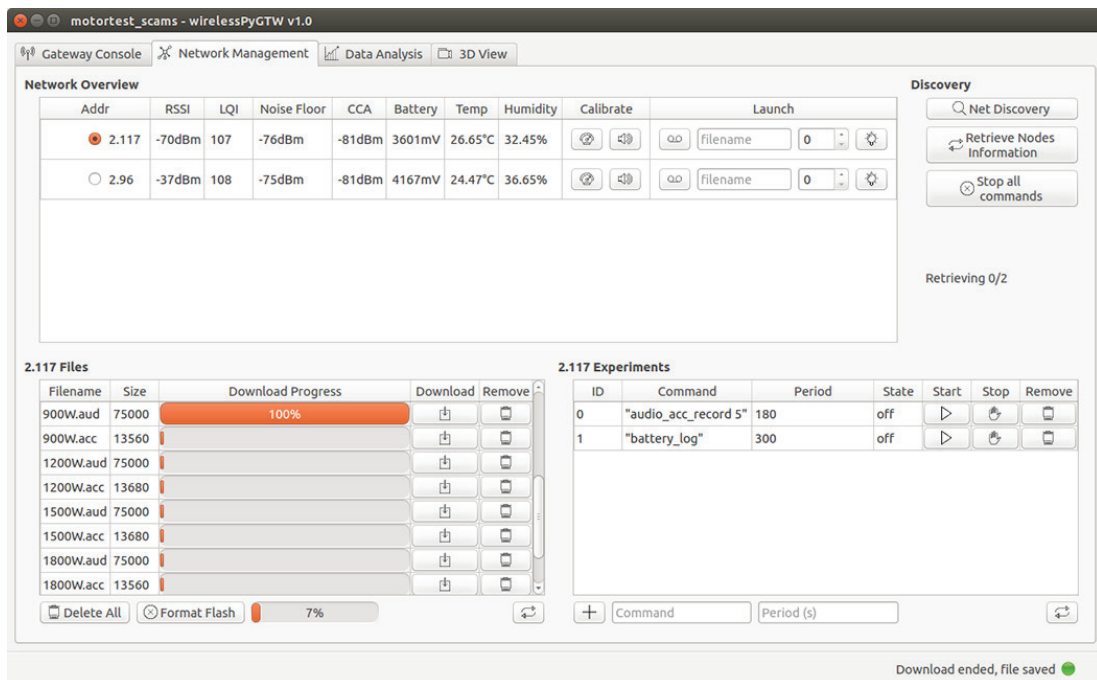 motortest_scams - wirelessPyGTW v1.0
Gateway Console Network Management Data Analysis 3D View
Network Overview
Discovery
Addr RSSI LQI Noise Floor CCA Battery Temp Humidity Calibrate Launch
Net Discovery
2.117 -70dBm 107 -76dBm -81dBm 3601mV 26.65°C 32.45% filename 0
Retrieve Nodes
Information
2.96 -37dBm 108 -75dBm -81dBm 4167mV 24.47°C 36.65% filename 0
Stop all
commands
Retrieving 0/2
2.117 Files
Filename Size Download Progress Download Remove
900W.aud 75000 100%
900W.acc 13560
1200W.aud 75000
1200W.acc 13680
1500W.aud 75000
1500W.acc 13680
1800W.aud 75000
1800W.acc 13560
Delete All Format Flash 7%
2.117 Experiments
ID Command Period State Start Stop Remove
0 "audio_acc_record 5" 180 off
1 "battery_log" 300 off
Command Period (s)
Download ended, file saved